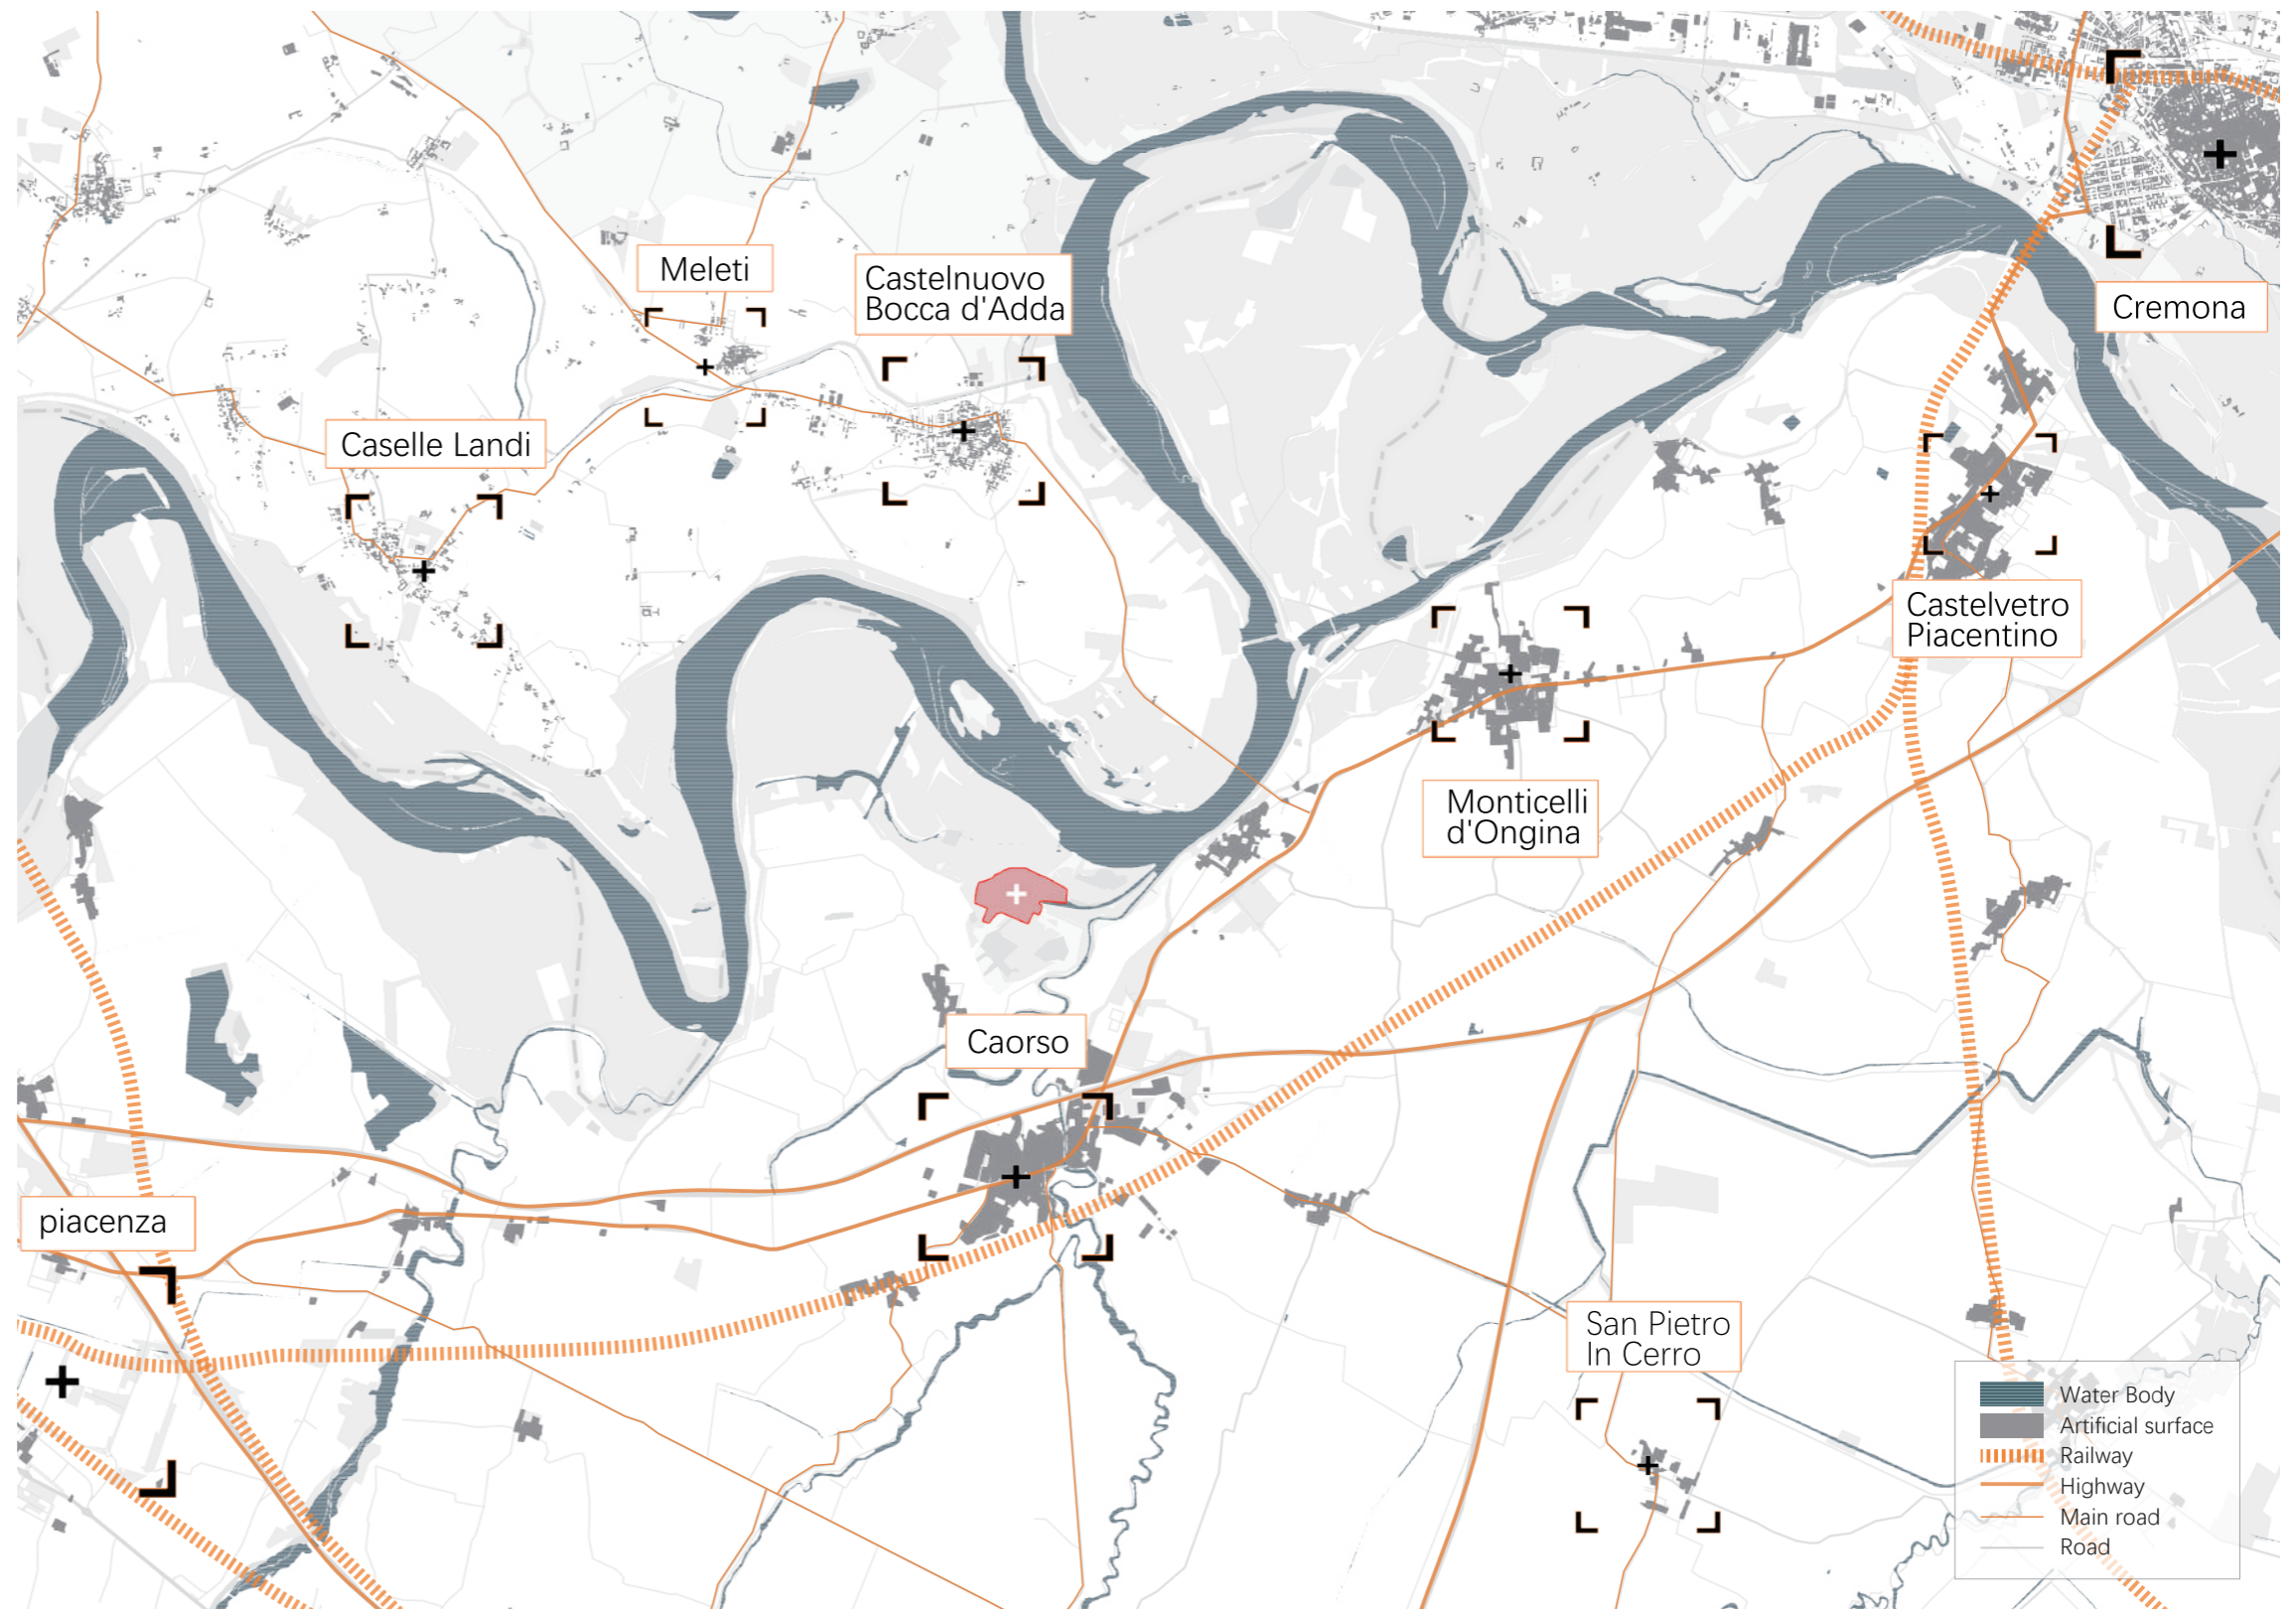 Meleti
Castelnuovo
Bocca d'Adda
Cremona
Caselle Landi
Castelvetro
Piacentino
Monticelli
d'Ongina
Caorso
piacenza
San Pietro
In Cerro
Water Body
Artificial surface
Railway
Highway
Main road
Road